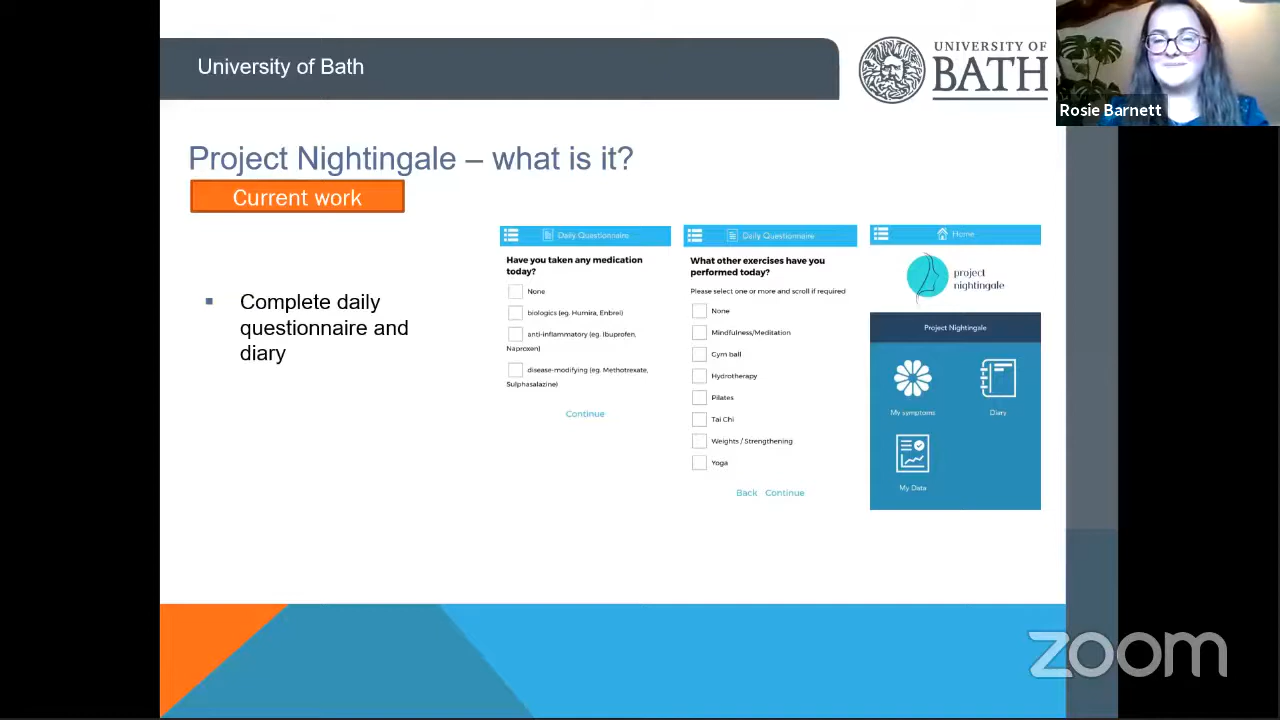 University of Bath
UNIVERSITY OF
BATH
Rosie Barnett
Project Nightingale – what is it?
Current work
Complete daily
questionnaire and
diary
Daily Questionnaire
Have you taken any medication
today?
None
biologics (eg. Humira, Enbrel)
anti-inflammatory (eg. Ibuprofen,
Naproxen)
disease-modifying (eg. Methotrexate,
Sulphasalazine)
Continue
Daily Questionnaire
What other exercises have you
performed today?
Please select one or more and scroll if required
None
Mindfulness/Meditation
Gym ball
Hydrotherapy
Pilates
Tai Chi
Weights / Strengthening
Yoga
Back Continue
Home
project
nightingale
Project Nightingale
My symptoms
Diary
My Data
zoom